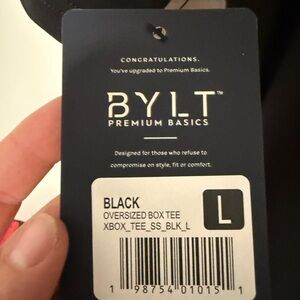 CONGRATULATIONS.
You've upgraded to Premium Basics.
BYLT™
PREMIUM BASICS
Designed for those who refuse to
compromise on style, fit or comfort.
BLACK
OVERSIZED BOX TEE
XBOX_TEE_SS_BLK_L
L
1 98754 01015 1